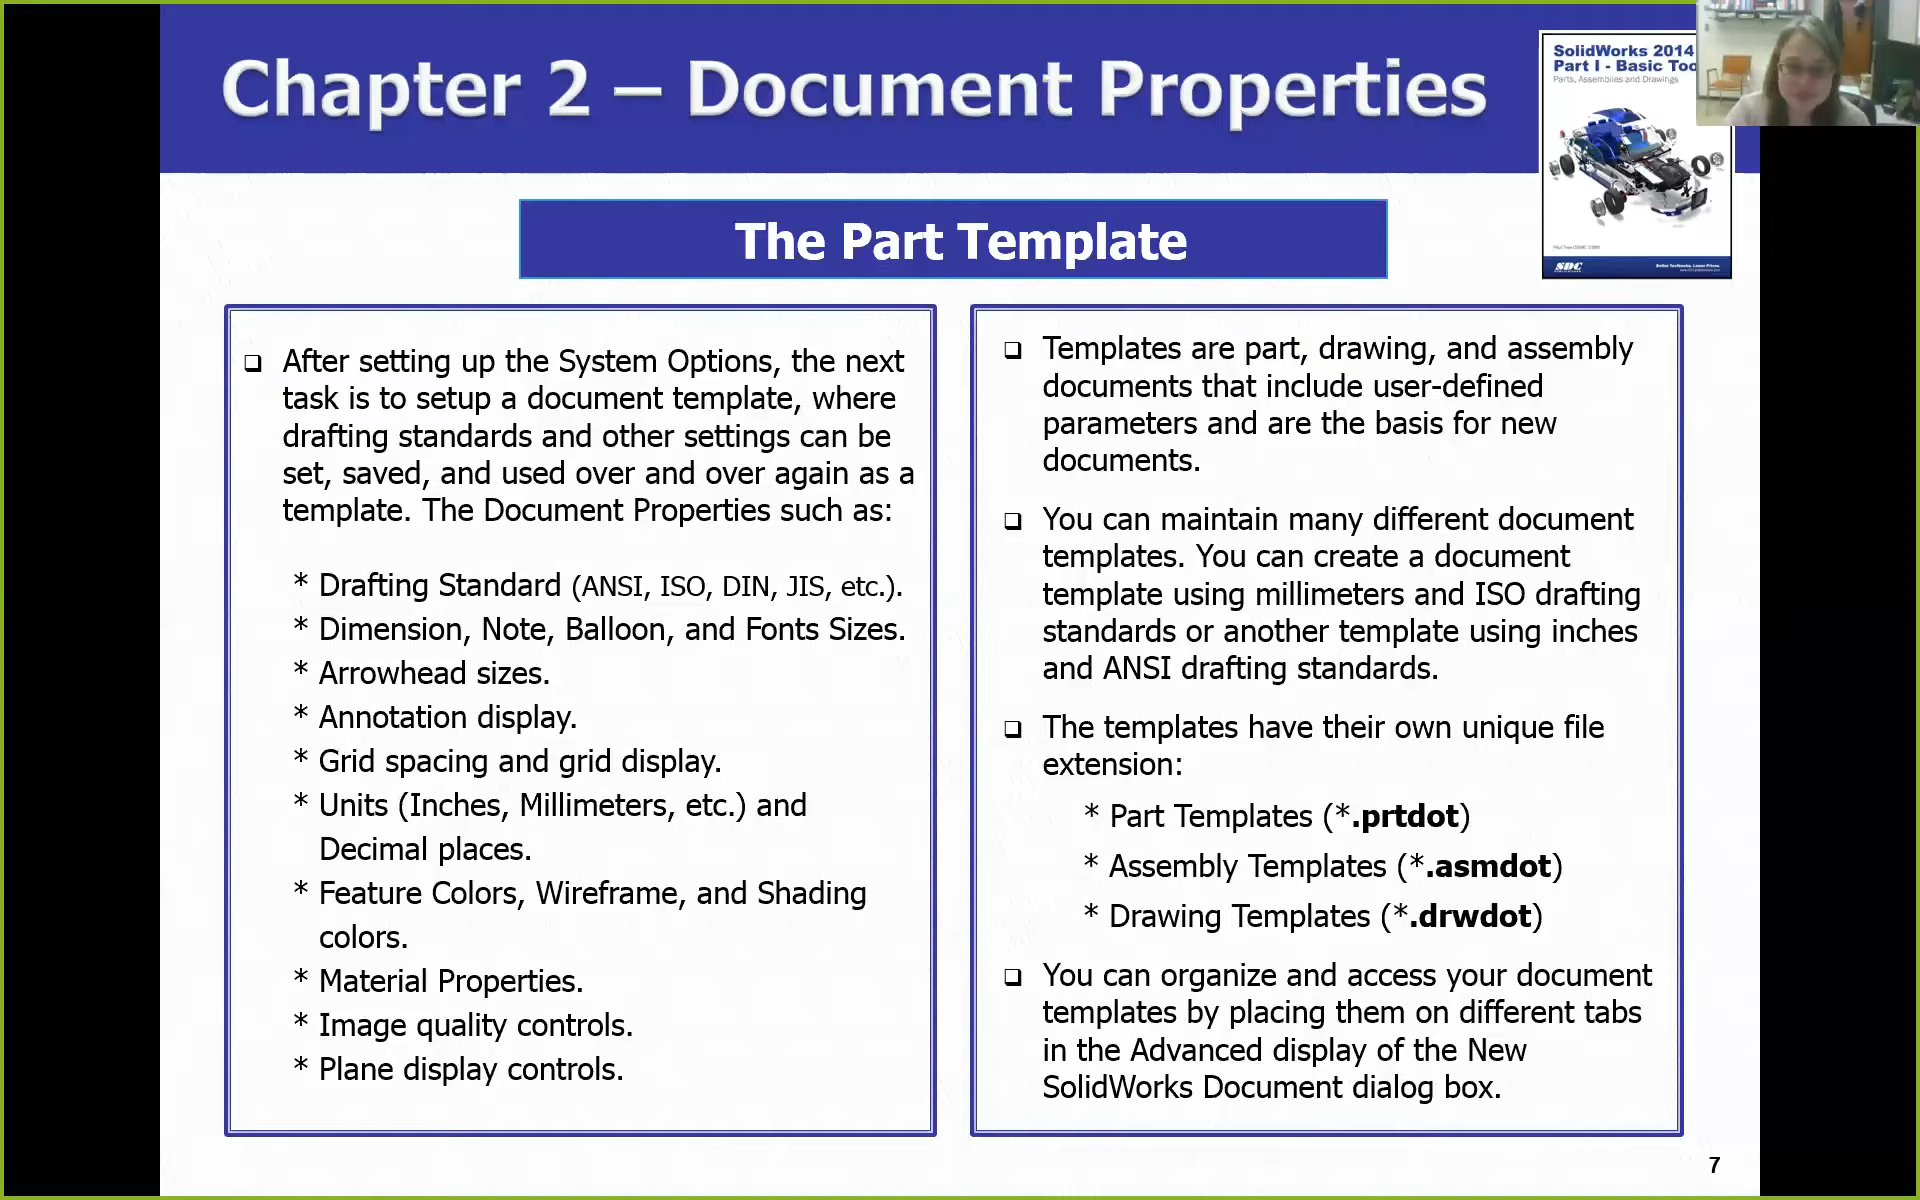 Chapter 2 – Document Properties
SolidWorks 2014
Part I - Basic Too
Parts, Assemblies and Drawings
SDC
Better Textbooks. Lower Prices.
The Part Template
❑ After setting up the System Options, the next
task is to setup a document template, where
drafting standards and other settings can be
set, saved, and used over and over again as a
template. The Document Properties such as:
* Drafting Standard (ANSI, ISO, DIN, JIS, etc.).
* Dimension, Note, Balloon, and Fonts Sizes.
* Arrowhead sizes.
* Annotation display.
* Grid spacing and grid display.
* Units (Inches, Millimeters, etc.) and
Decimal places.
* Feature Colors, Wireframe, and Shading
colors.
* Material Properties.
* Image quality controls.
* Plane display controls.
❑ Templates are part, drawing, and assembly
documents that include user-defined
parameters and are the basis for new
documents.
❑ You can maintain many different document
templates. You can create a document
template using millimeters and ISO drafting
standards or another template using inches
and ANSI drafting standards.
❑ The templates have their own unique file
extension:
* Part Templates (*.prtdot)
* Assembly Templates (*.asmdot)
* Drawing Templates (*.drwdot)
❑ You can organize and access your document
templates by placing them on different tabs
in the Advanced display of the New
SolidWorks Document dialog box.
7